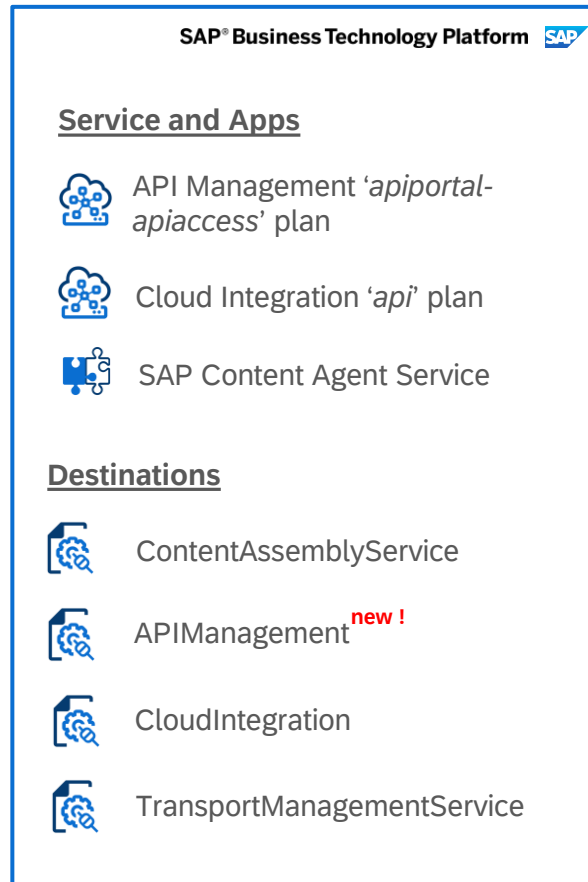 SAP® Business Technology Platform SAP
Service and Apps
API Management ‘apiportal-
apiaccess’ plan
Cloud Integration ‘api’ plan
SAP Content Agent Service
Destinations
ContentAssemblyService
APIManagement new !
CloudIntegration
TransportManagementService